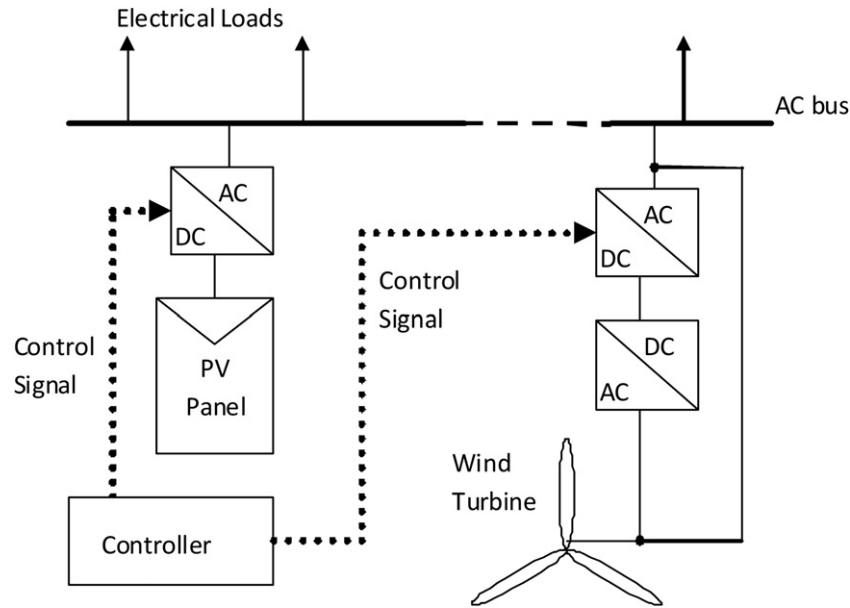 Electrical Loads
AC bus
AC
DC
AC
DC
Control
Signal
Control
Signal
PV
Panel
DC
AC
Wind
Turbine
Controller